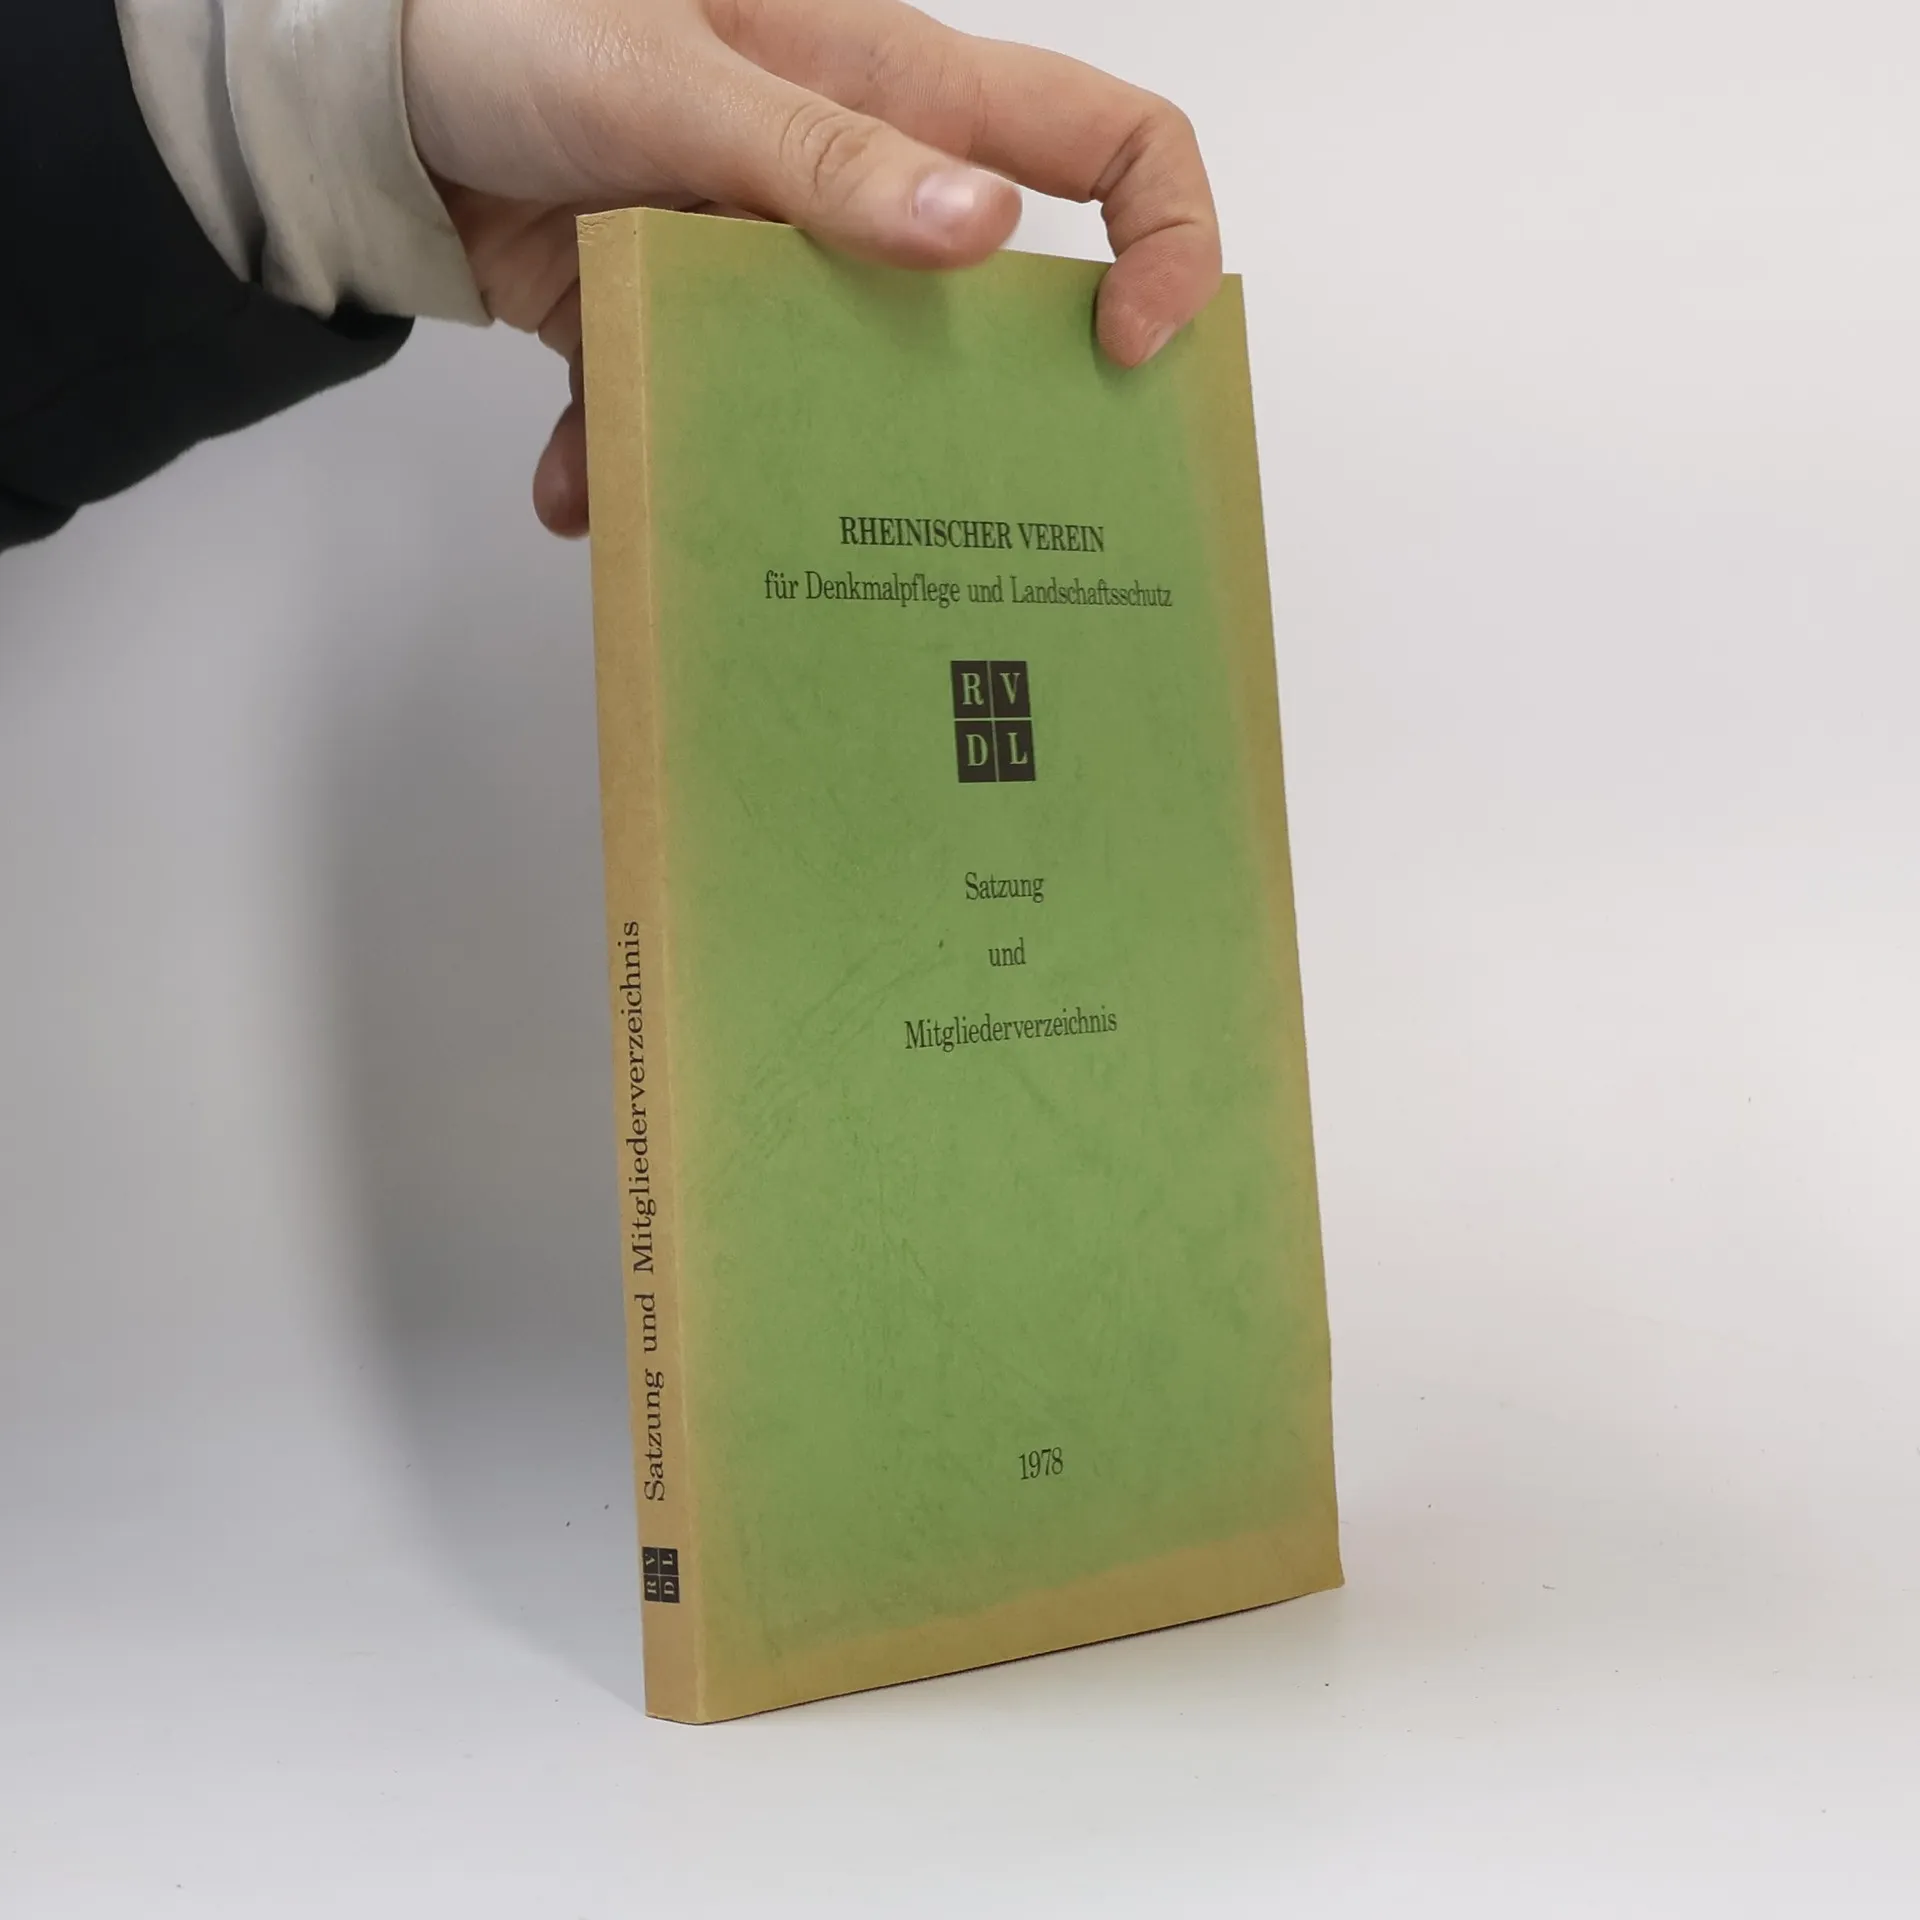 RHEINISCHER VEREIN
für Denkmalpflege und Landschaftsschutz
R V
D L
Satzung
und
Mitgliederverzeichnis
1978
Satzung und Mitgliederverzeichnis
R V
D L